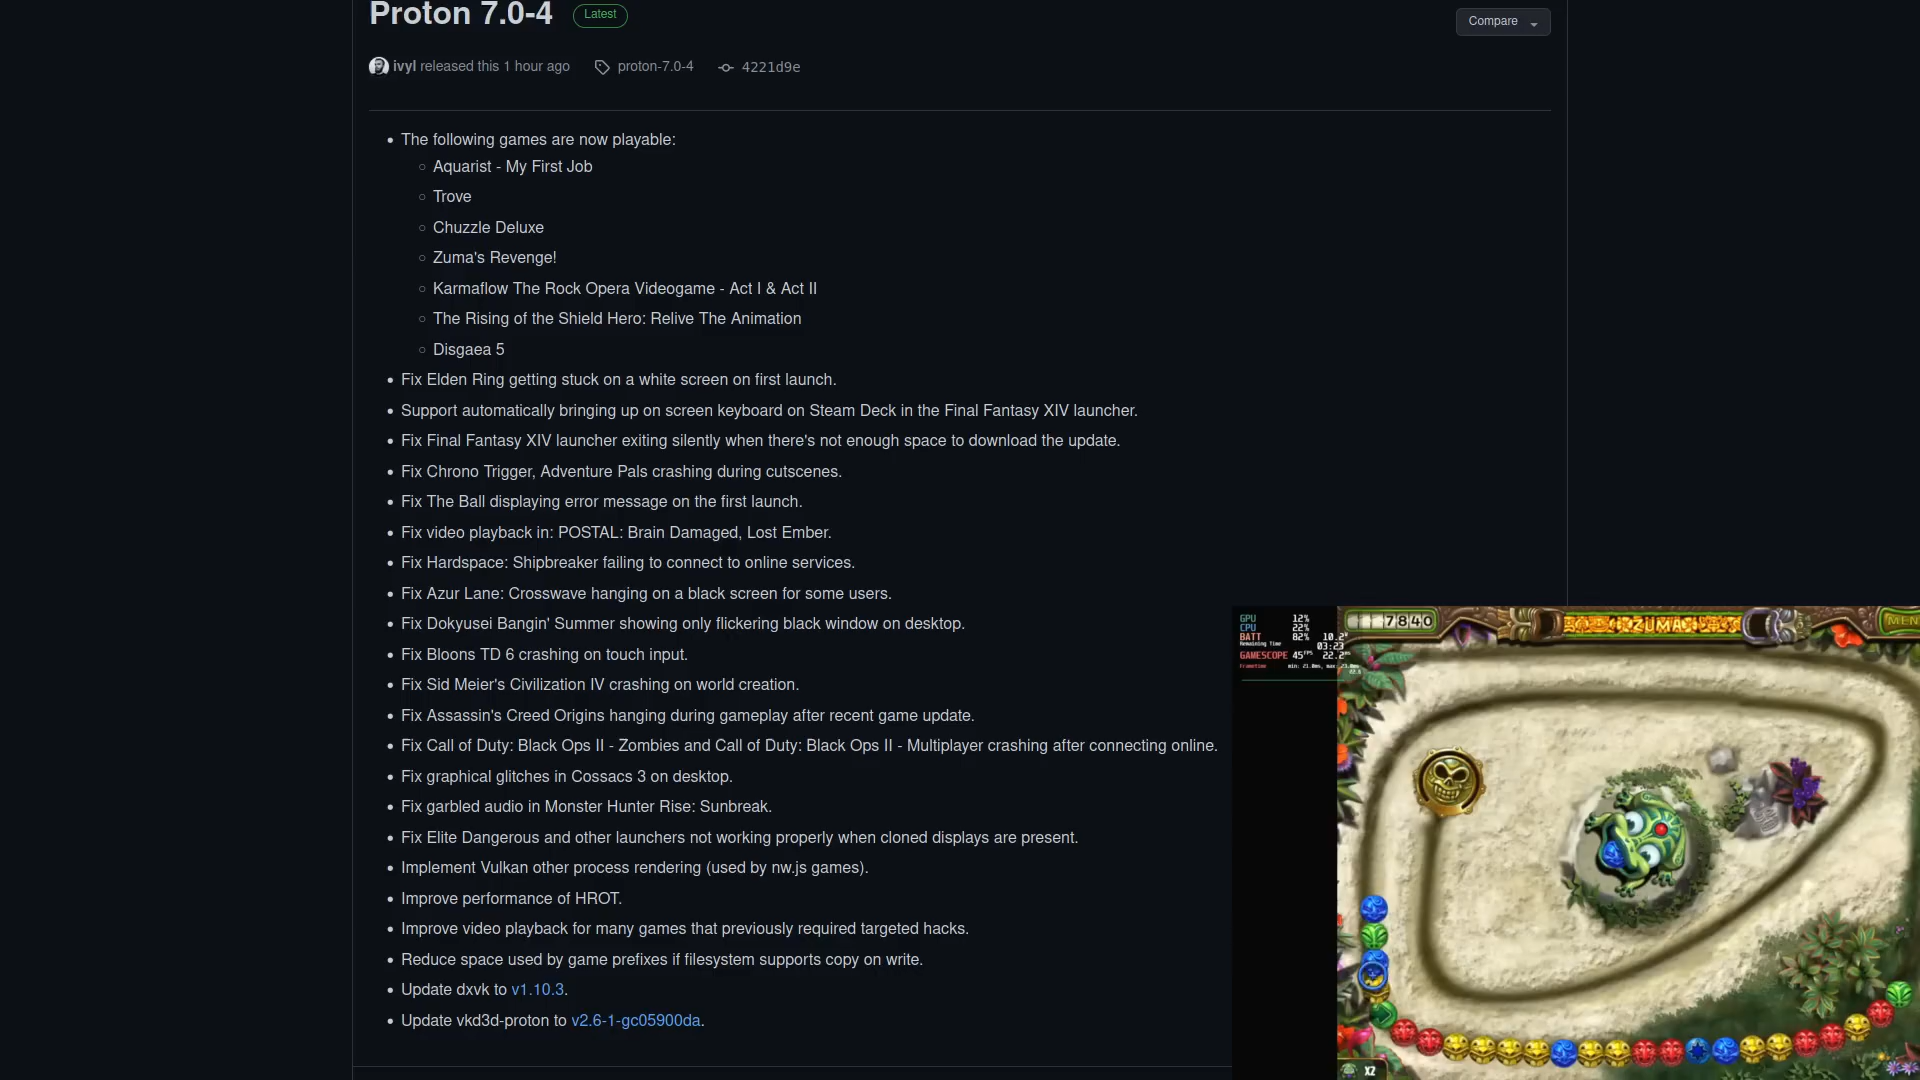 Proton 7.0-4 Latest
Compare
ivyl released this 1 hour ago proton-7.0-4 4221d9e
The following games are now playable:
Aquarist - My First Job
Trove
Chuzzle Deluxe
Zuma's Revenge!
Karmaflow The Rock Opera Videogame - Act I & Act II
The Rising of the Shield Hero: Relive The Animation
Disgaea 5
Fix Elden Ring getting stuck on a white screen on first launch.
Support automatically bringing up on screen keyboard on Steam Deck in the Final Fantasy XIV launcher.
Fix Final Fantasy XIV launcher exiting silently when there's not enough space to download the update.
Fix Chrono Trigger, Adventure Pals crashing during cutscenes.
Fix The Ball displaying error message on the first launch.
Fix video playback in: POSTAL: Brain Damaged, Lost Ember.
Fix Hardspace: Shipbreaker failing to connect to online services.
Fix Azur Lane: Crosswave hanging on a black screen for some users.
Fix Dokyusei Bangin' Summer showing only flickering black window on desktop.
Fix Bloons TD 6 crashing on touch input.
Fix Sid Meier's Civilization IV crashing on world creation.
Fix Assassin's Creed Origins hanging during gameplay after recent game update.
Fix Call of Duty: Black Ops II - Zombies and Call of Duty: Black Ops II - Multiplayer crashing after connecting online.
Fix graphical glitches in Cossacs 3 on desktop.
Fix garbled audio in Monster Hunter Rise: Sunbreak.
Fix Elite Dangerous and other launchers not working properly when cloned displays are present.
Implement Vulkan other process rendering (used by nw.js games).
Improve performance of HROT.
Improve video playback for many games that previously required targeted hacks.
Reduce space used by game prefixes if filesystem supports copy on write.
Update dxvk to v1.10.3.
Update vkd3d-proton to v2.6-1-gc05900da.
GPU 12%
CPU 22%
BATT 82% 10.2W
Remaining Time 03:23
GAMESCOPE 45FPS 22.2ms
Frametime
7840
ZUMA
MEN
X2